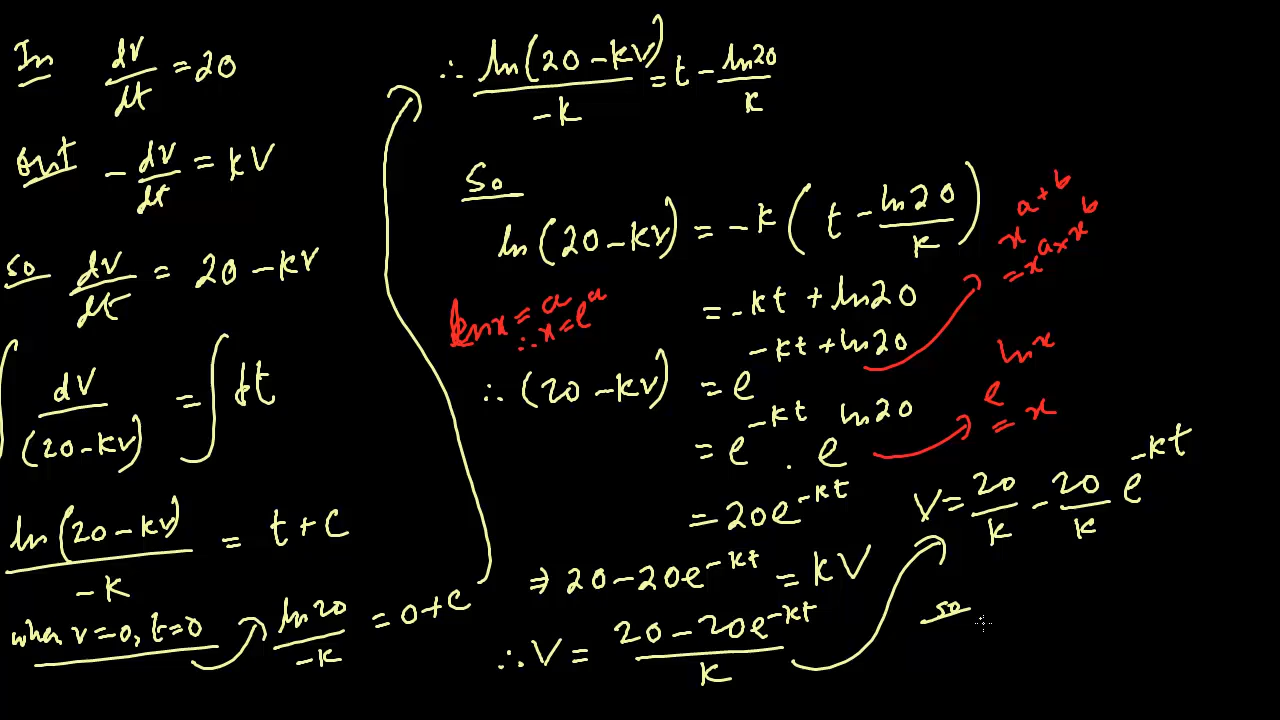 In dV/dt = 20
out - dV/dt = kV
so dV/dt = 20 - kV
∫ dV/(20 - kV) = ∫ dt
ln(20 - kV)/-k = t + C
when V = 0, t = 0 → ln20/-k = 0 + C
∴ ln(20 - kV)/-k = t - ln20/k
So
ln(20 - kV) = -k(t - ln20/k)
= -kt + ln20
lnx = a
∴ x = e^a
∴ (20 - kV) = e^(-kt + ln20)
x^(a+b)
= x^a × x^b
= e^(-kt) . e^(ln20)
e^(lnx)
= x
= 20e^(-kt)
⇒ 20 - 20e^(-kt) = kV
∴ V = (20 - 20e^(-kt))/k
V = 20/k - 20/k e^(-kt)
so